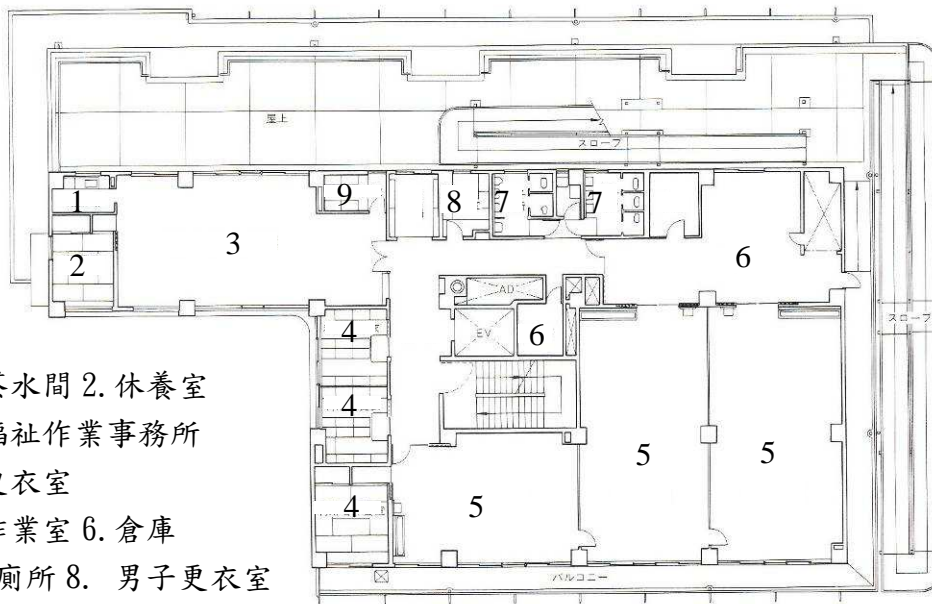 屋上
スロープ
1
9
8
7
7
3
2
6
AD
EV
6
スロープ
4
4
4
5
5
5
バルコニー
茶水間 2. 休養室
福祉作業事務所
更衣室
作業室 6. 倉庫
廁所 8. 男子更衣室